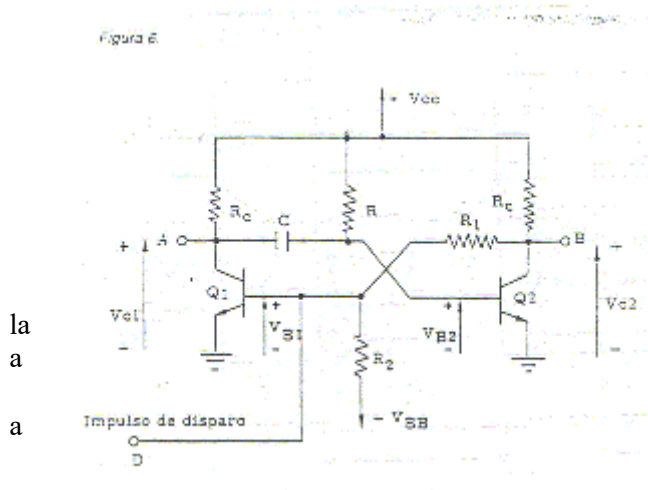 Figura 6.
+ Vcc
Rc
R
Rc
C
R1
A
B
+
+
+
Q1
Q2
Vc1
+
VB1
-
VB2
-
Vc2
-
-
R2
la
a
- VBB
a
Impulso de disparo
D